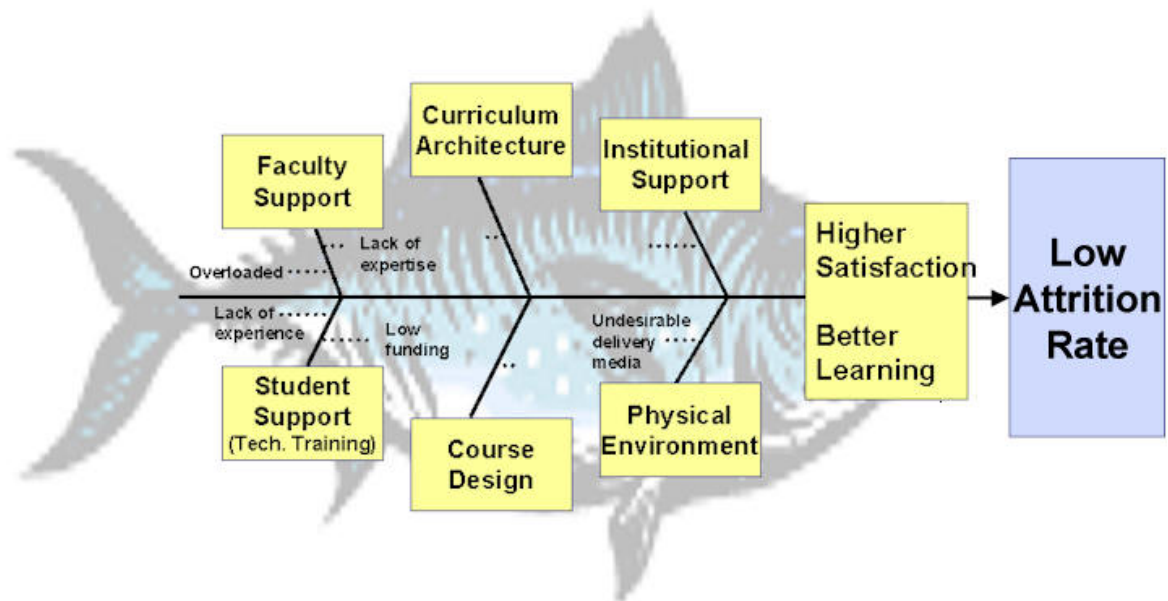 Curriculum
Architecture
Faculty
Support
Institutional
Support
Lack of
expertise
Overloaded
Higher
Satisfaction
Better
Learning
Low
Attrition
Rate
Lack of
experience
Low
funding
Undesirable
delivery
media
Student
Support
(Tech. Training)
Course
Design
Physical
Environment